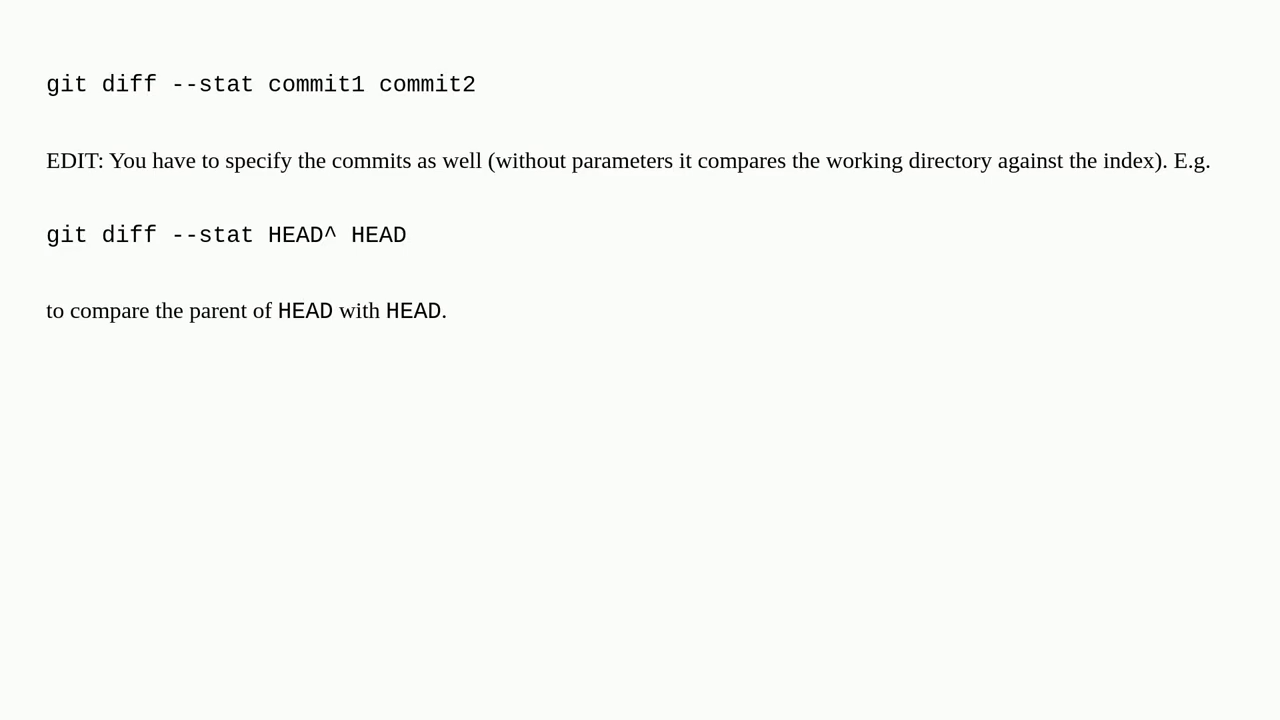 git diff --stat commit1 commit2
EDIT: You have to specify the commits as well (without parameters it compares the working directory against the index). E.g.
git diff --stat HEAD^ HEAD
to compare the parent of HEAD with HEAD.